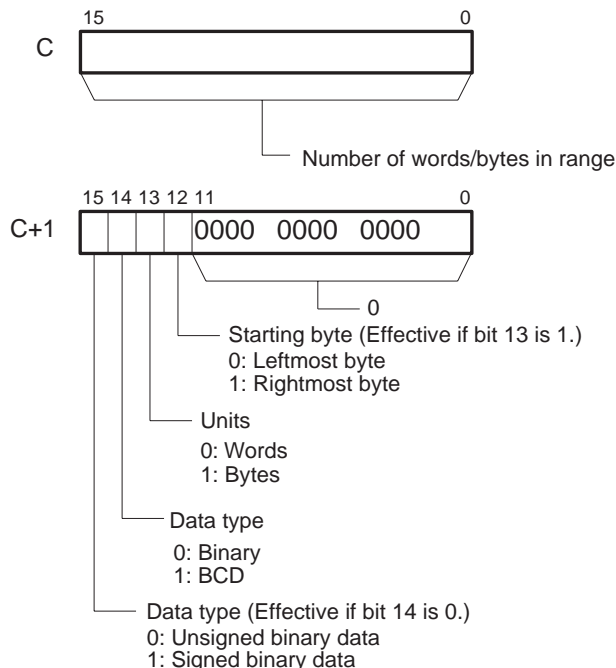 15 0
C
Number of words/bytes in range
15 14 13 12 11 0
C+1 0000 0000 0000
0
Starting byte (Effective if bit 13 is 1.)
0: Leftmost byte
1: Rightmost byte
Units
0: Words
1: Bytes
Data type
0: Binary
1: BCD
Data type (Effective if bit 14 is 0.)
0: Unsigned binary data
1: Signed binary data